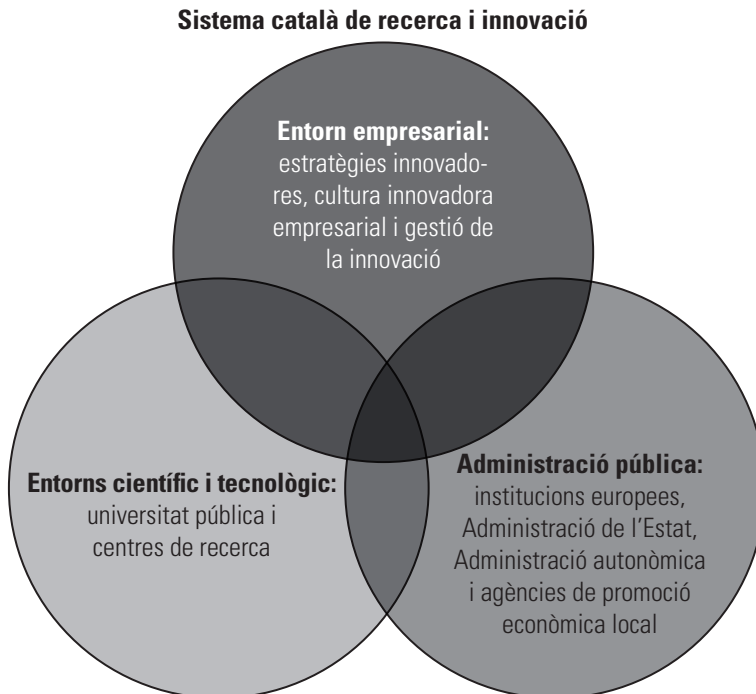 Sistema català de recerca i innovació
Entorn empresarial:
estratègies innovado-
res, cultura innovadora
empresarial i gestió de
la innovació
Entorns científic i tecnològic:
universitat pública i
centres de recerca
Administració pública:
institucions europees,
Administració de l'Estat,
Administració autonòmica
i agències de promoció
econòmica local